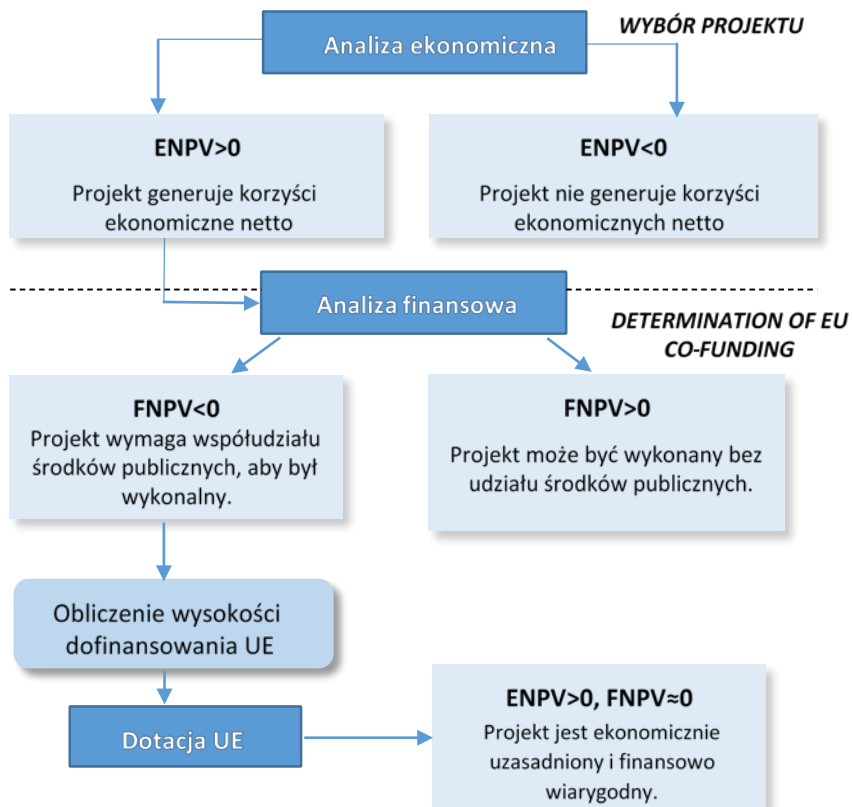 Analiza ekonomiczna
WYBÓR PROJEKTU
ENPV>0
Projekt generuje korzyści
ekonomiczne netto
ENPV<0
Projekt nie generuje korzyści
ekonomicznych netto
Analiza finansowa
DETERMINATION OF EU
CO-FUNDING
FNPV<0
Projekt wymaga współudziału
środków publicznych, aby był
wykonalny.
FNPV>0
Projekt może być wykonany bez
udziału środków publicznych.
Obliczenie wysokości
dofinansowania UE
Dotacja UE
ENPV>0, FNPV≈0
Projekt jest ekonomicznie
uzasadniony i finansowo
wiarygodny.